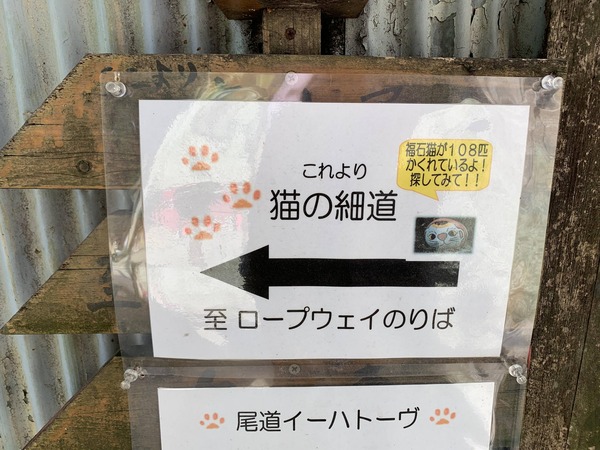 福石猫が108匹
かくれているよ！
探してみて！！
これより
猫の細道
至 ロープウェイのりば
尾道イーハトーヴ